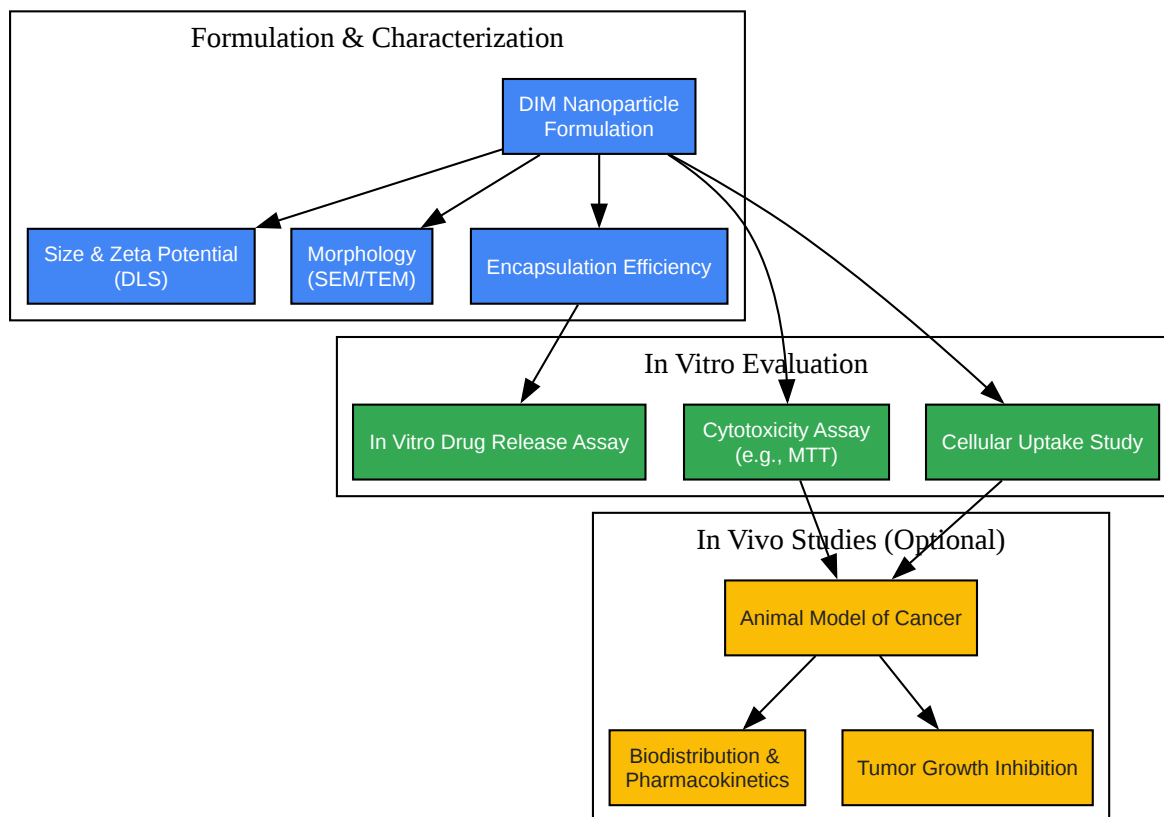 Formulation & Characterization
DIM Nanoparticle
Formulation
Size & Zeta Potential
(DLS)
Morphology
(SEM/TEM)
Encapsulation Efficiency
In Vitro Evaluation
In Vitro Drug Release Assay
Cytotoxicity Assay
(e.g., MTT)
Cellular Uptake Study
In Vivo Studies (Optional)
Animal Model of Cancer
Biodistribution &
Pharmacokinetics
Tumor Growth Inhibition